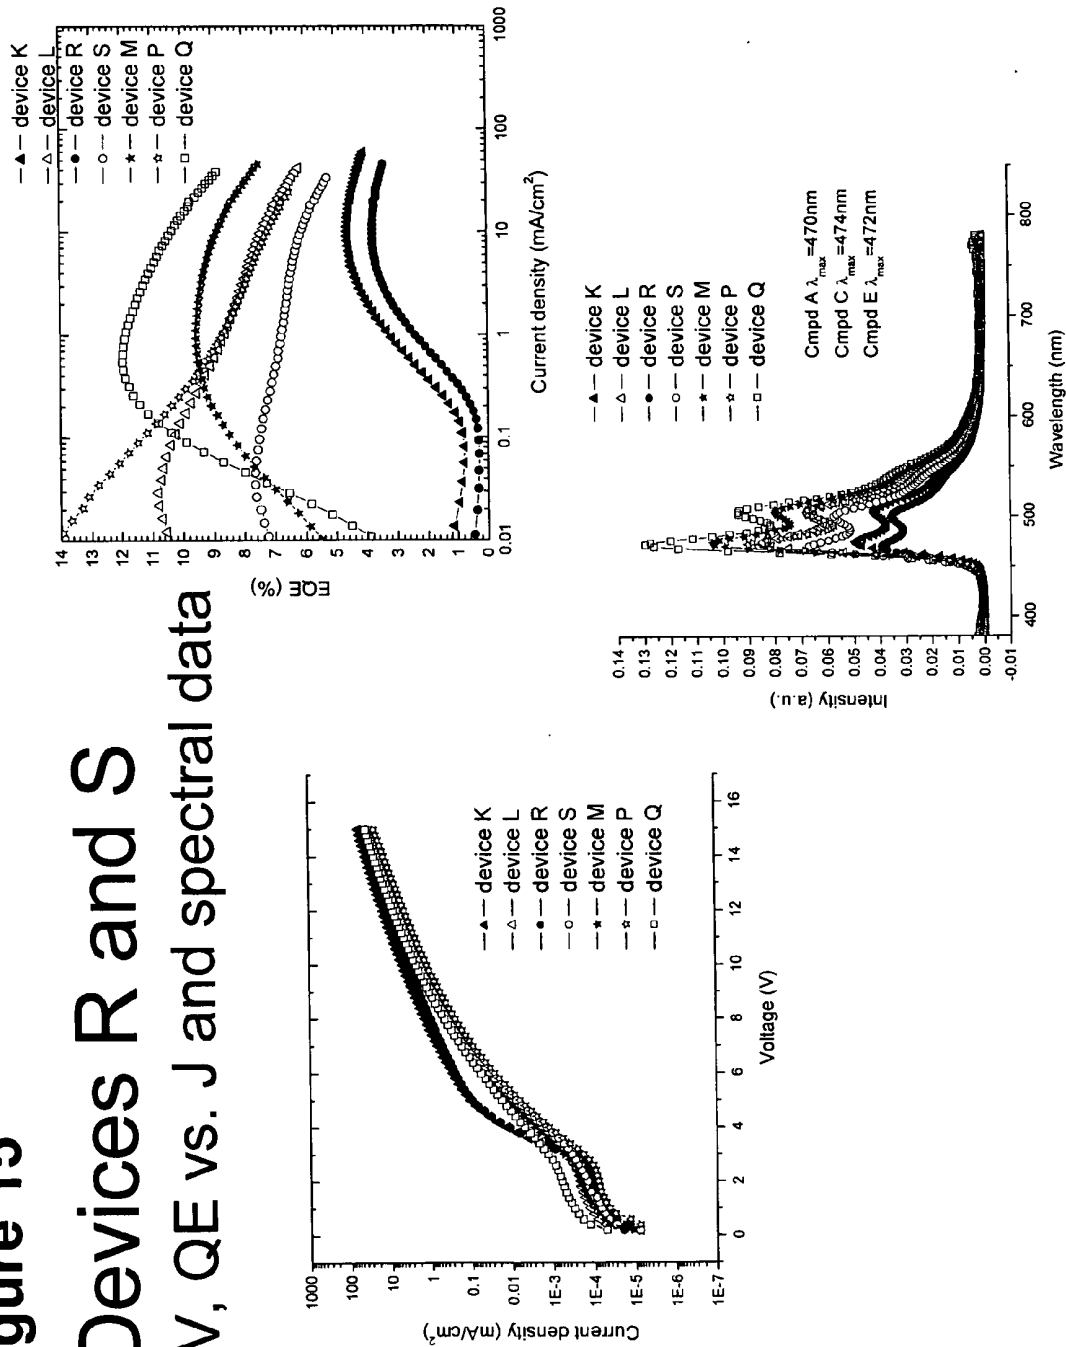 gure 15
Devices R and S
V, QE vs. J and spectral data
1000
100
10
1
0.1
0.01
1E-3
1E-4
1E-5
1E-6
1E-7
Current density (mA/cm²)
0
2
4
6
8
10
12
14
16
Voltage (V)
device K
device L
device R
device S
device M
device P
device Q
14
13
12
11
10
9
8
7
6
5
4
3
2
1
0
EQE (%)
0.01
0.1
1
10
100
1000
Current density (mA/cm²)
device K
device L
device R
device S
device M
device P
device Q
0.14
0.13
0.12
0.11
0.10
0.09
0.08
0.07
0.06
0.05
0.04
0.03
0.02
0.01
0.00
-0.01
Intensity (a.u.)
400
500
600
700
800
Wavelength (nm)
device K
device L
device R
device S
device M
device P
device Q
Cmpd A λmax =470nm
Cmpd C λmax =474nm
Cmpd E λmax =472nm